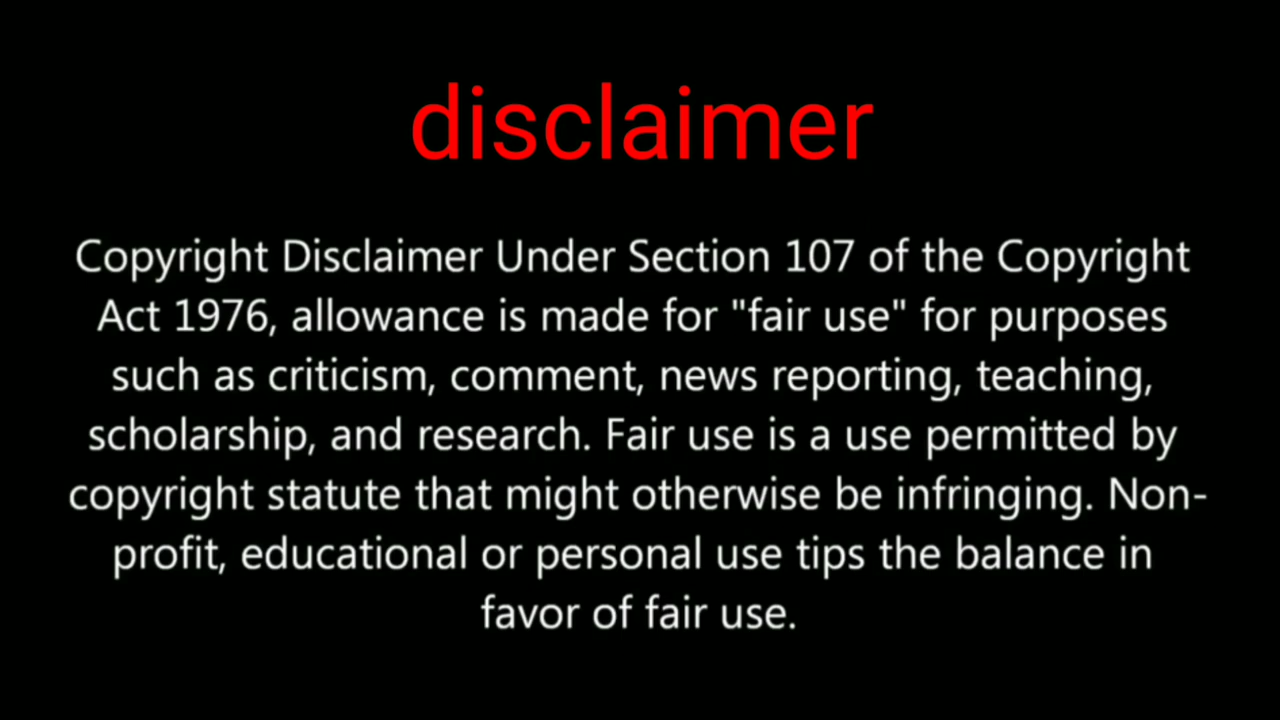 disclaimer
Copyright Disclaimer Under Section 107 of the Copyright
Act 1976, allowance is made for "fair use" for purposes
such as criticism, comment, news reporting, teaching,
scholarship, and research. Fair use is a use permitted by
copyright statute that might otherwise be infringing. Non-
profit, educational or personal use tips the balance in
favor of fair use.